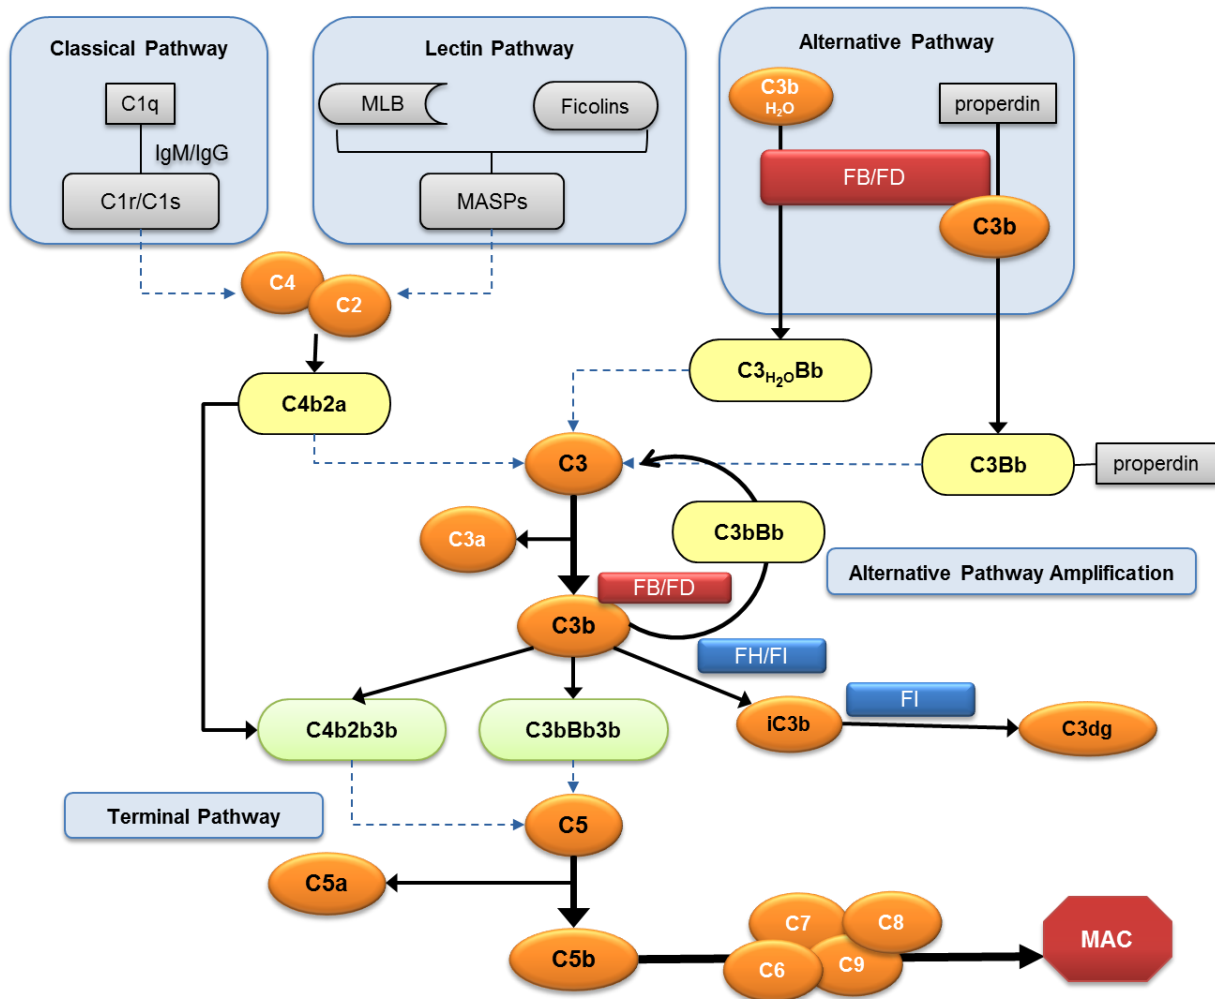 Classical Pathway
Lectin Pathway
Alternative Pathway
C1q
MLB
Ficolins
C3b
H₂O
properdin
IgM/IgG
FB/FD
C1r/C1s
MASPs
C3b
C4
C2
C3H₂OBb
C4b2a
C3
C3Bb
properdin
C3a
C3bBb
Alternative Pathway Amplification
FB/FD
C3b
FH/FI
FI
C4b2b3b
C3bBb3b
iC3b
C3dg
Terminal Pathway
C5
C5a
C7
C8
MAC
C5b
C6
C9